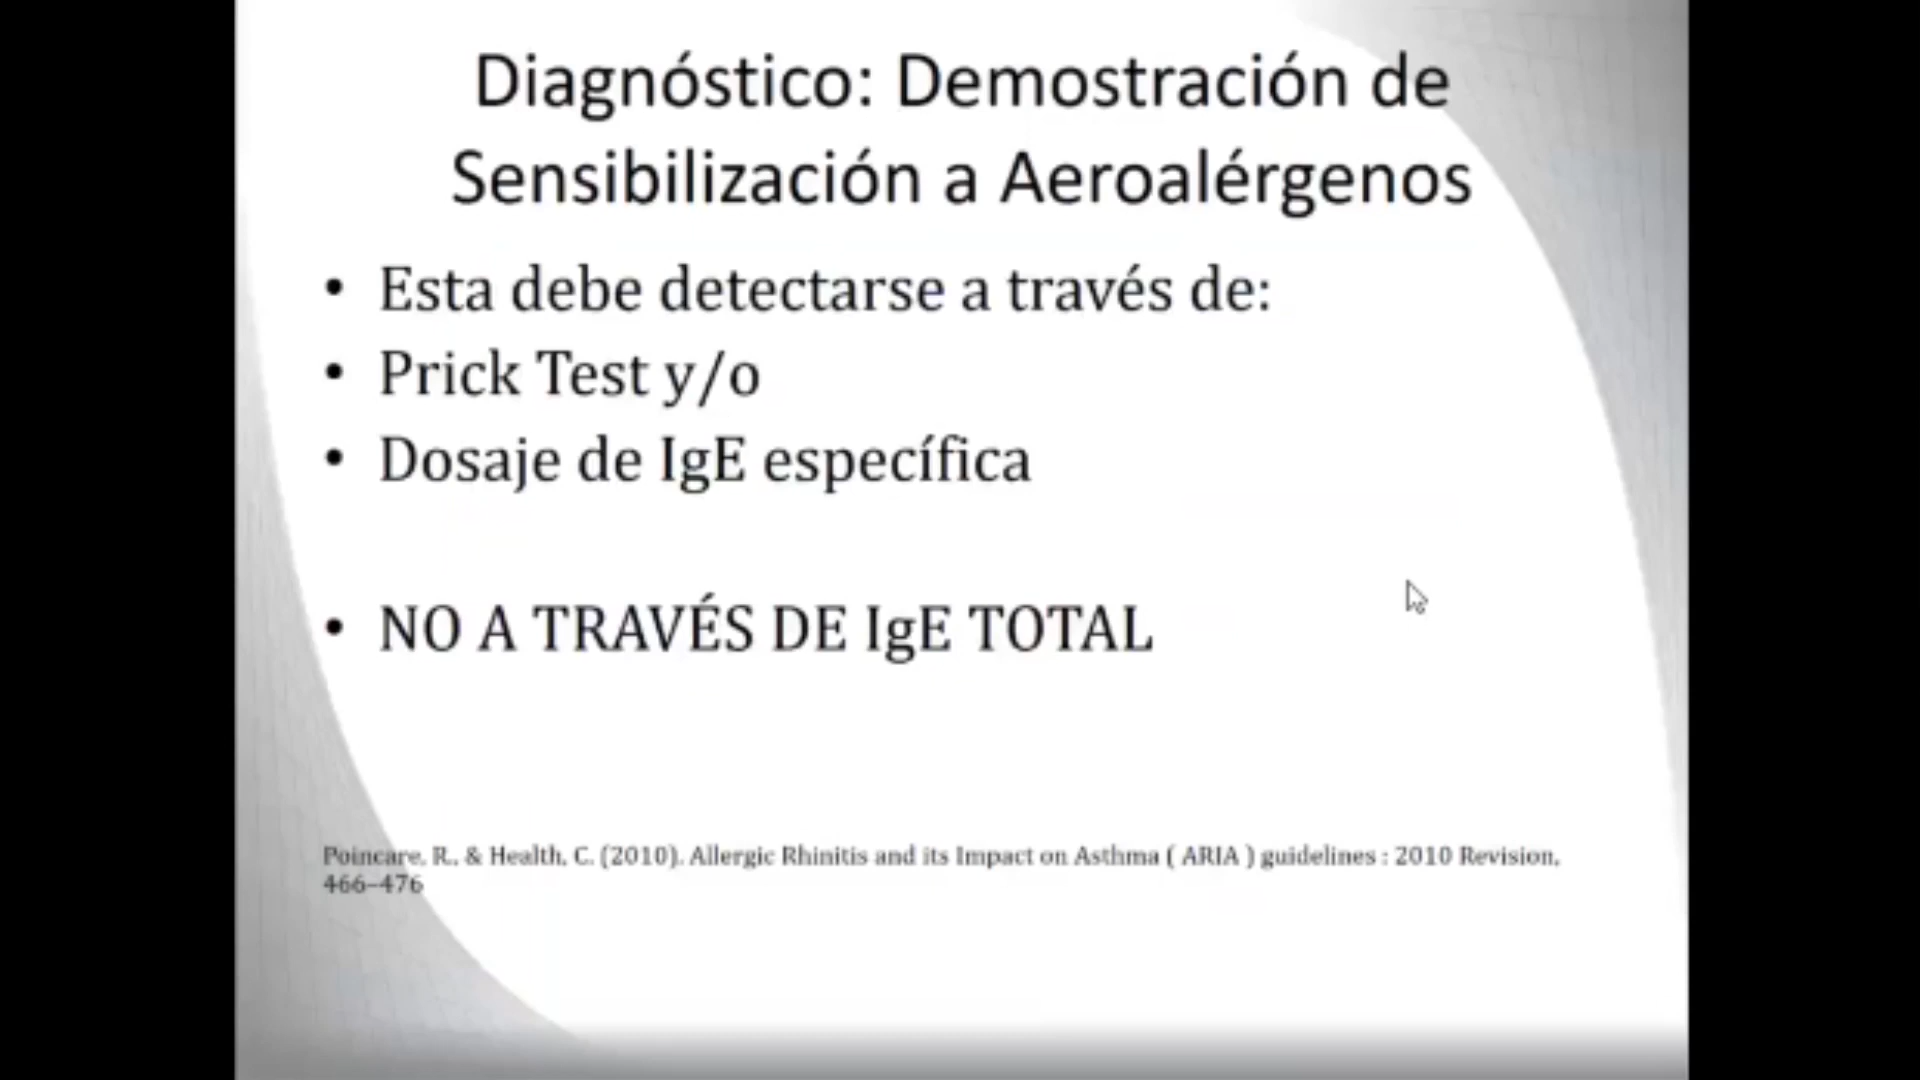 Diagnóstico: Demostración de
Sensibilización a Aeroalérgenos
• Esta debe detectarse a través de:
• Prick Test y/o
• Dosaje de IgE específica
• NO A TRAVÉS DE IgE TOTAL
Poincare, R., & Health, C. (2010). Allergic Rhinitis and its Impact on Asthma ( ARIA ) guidelines : 2010 Revision,
466–476